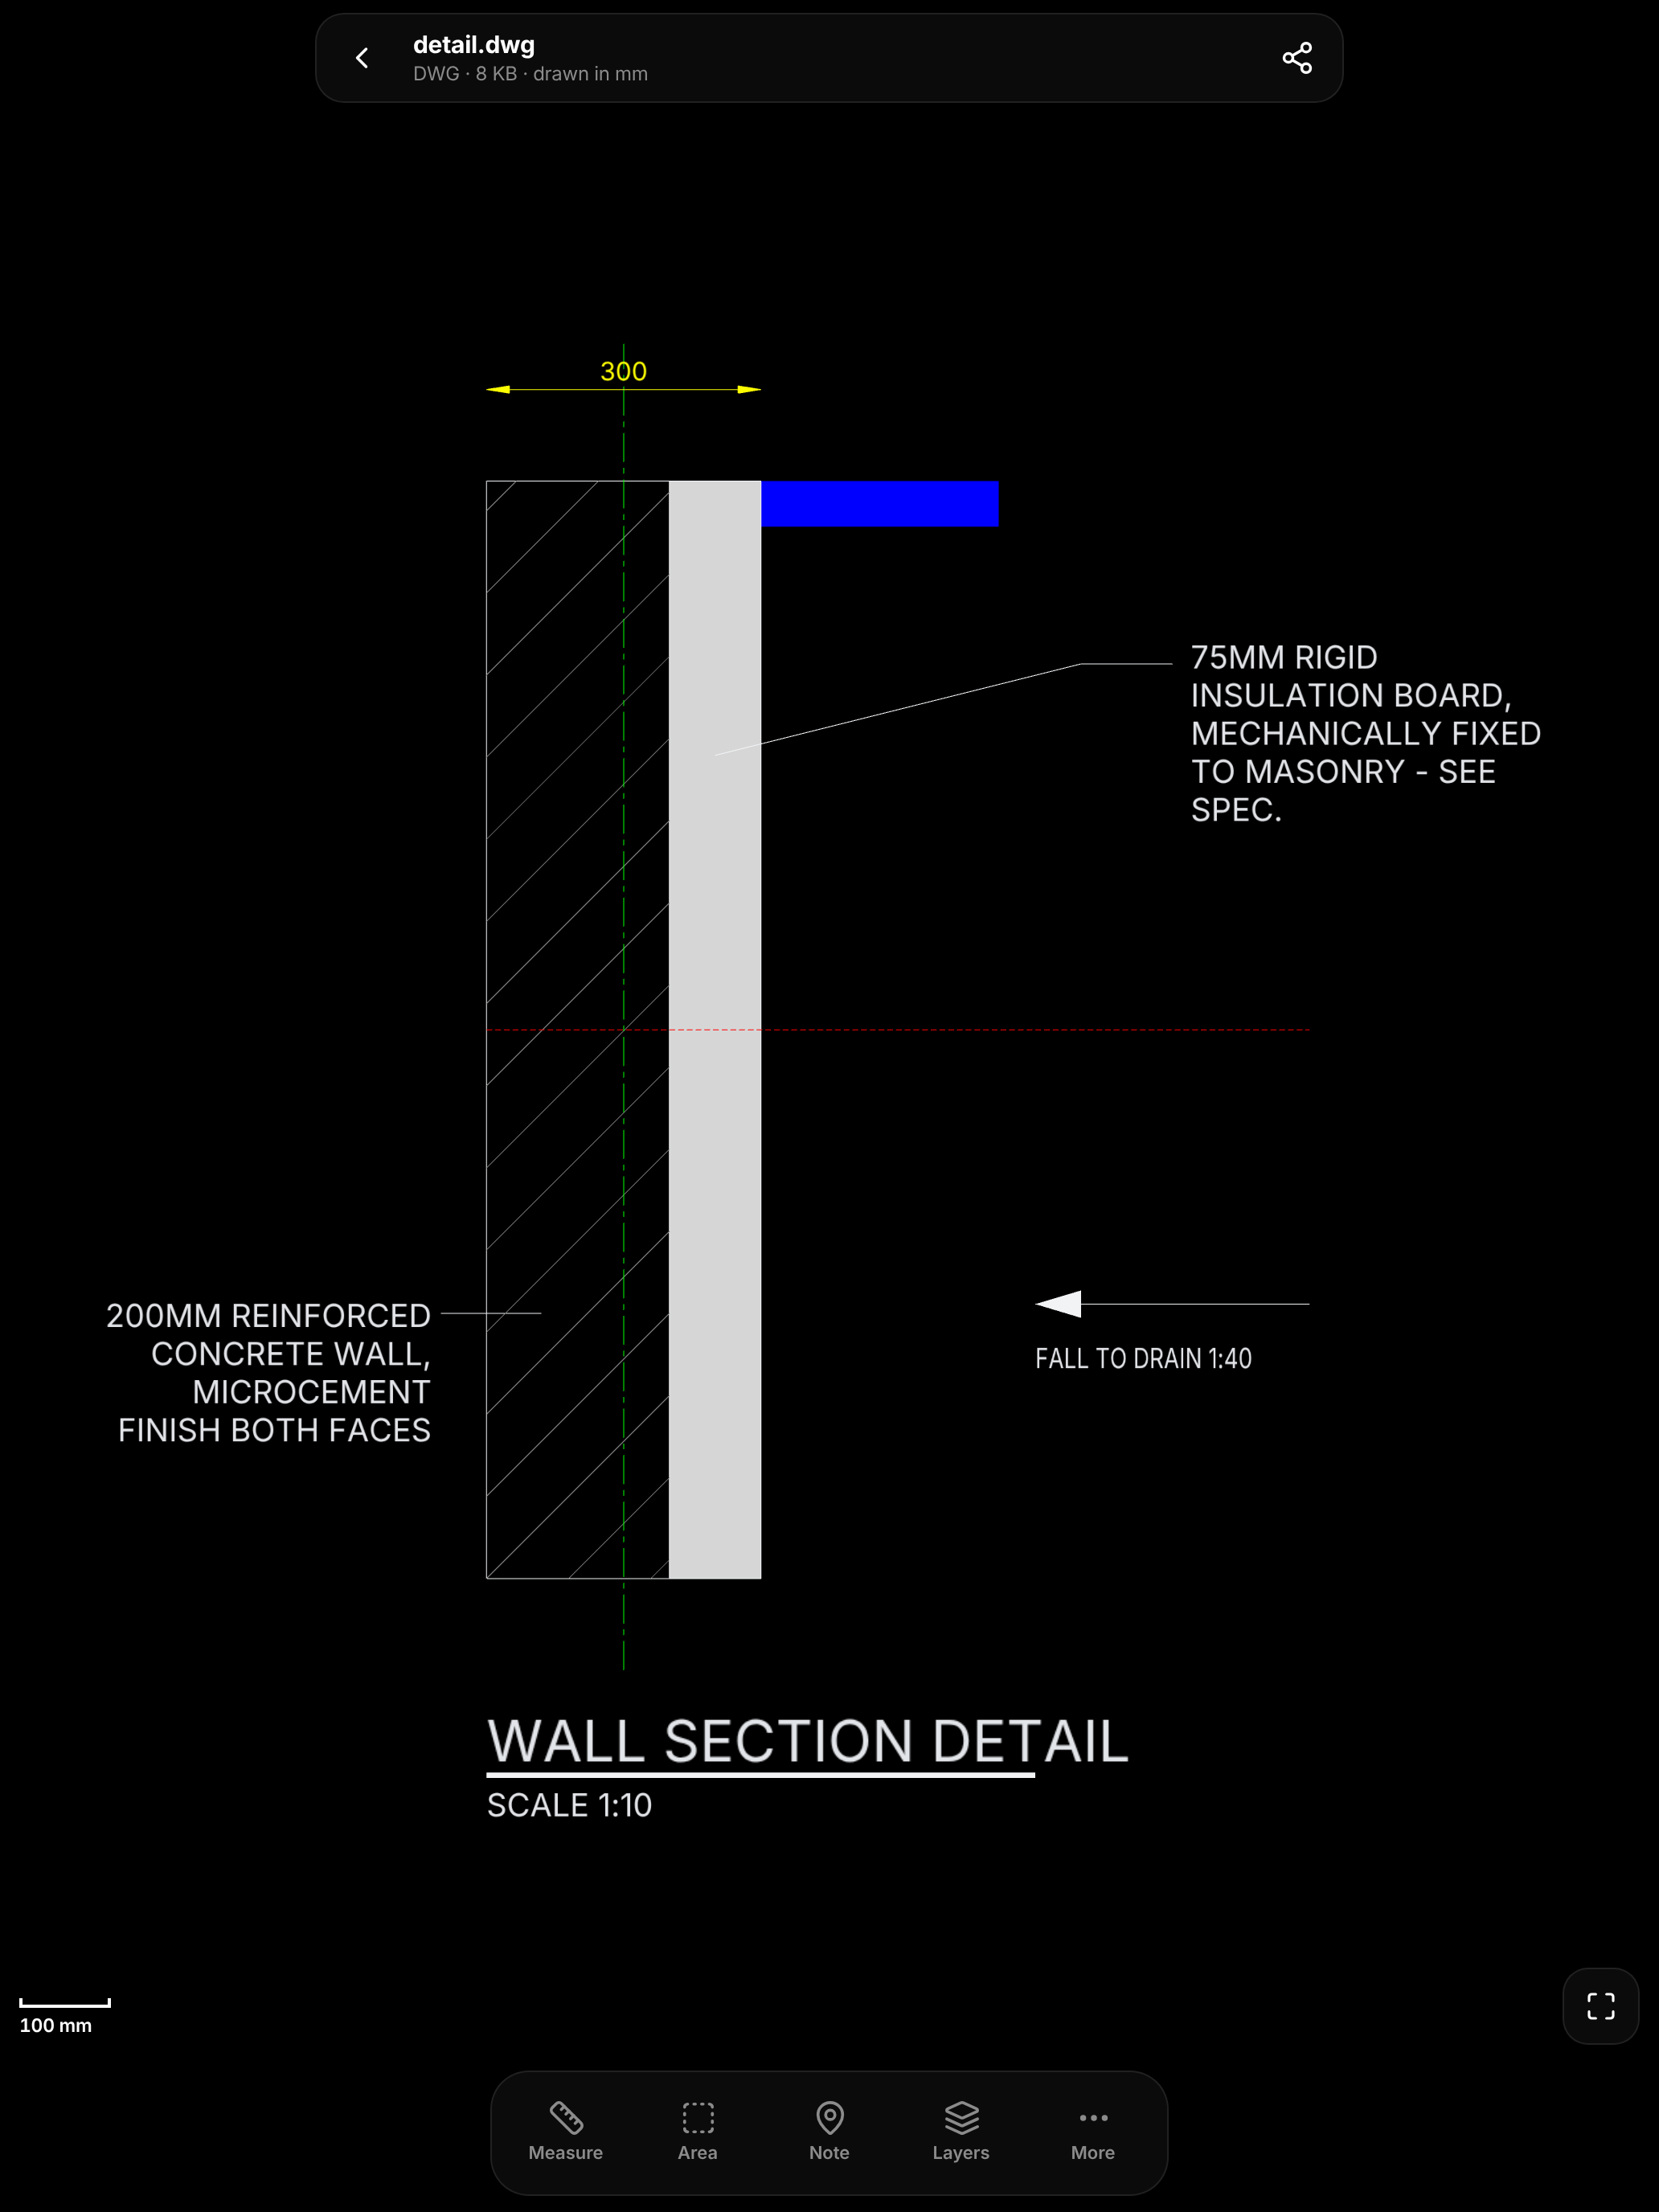 detail.dwg
DWG · 8 KB · drawn in mm
300
75MM RIGID
INSULATION BOARD,
MECHANICALLY FIXED
TO MASONRY - SEE
SPEC.
200MM REINFORCED
CONCRETE WALL,
MICROCEMENT
FINISH BOTH FACES
FALL TO DRAIN 1:40
WALL SECTION DETAIL
SCALE 1:10
100 mm
Measure
Area
Note
Layers
More